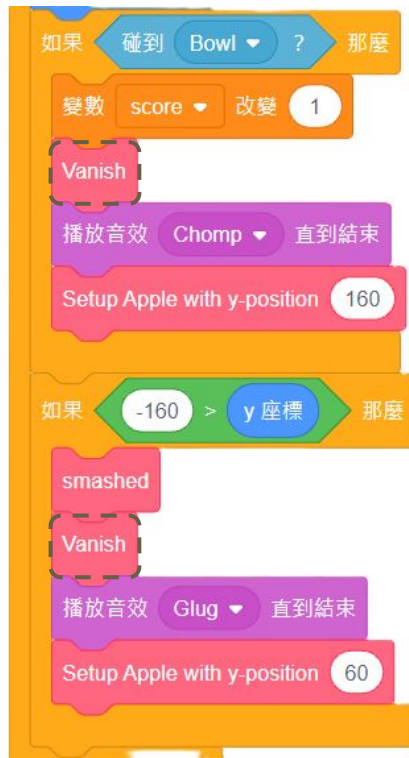 如果 碰到 Bowl ? 那麼
變數 score 改變 1
Vanish
播放音效 Chomp 直到結束
Setup Apple with y-position 160
如果 -160 > y 座標 那麼
smashed
Vanish
播放音效 Glug 直到結束
Setup Apple with y-position 60